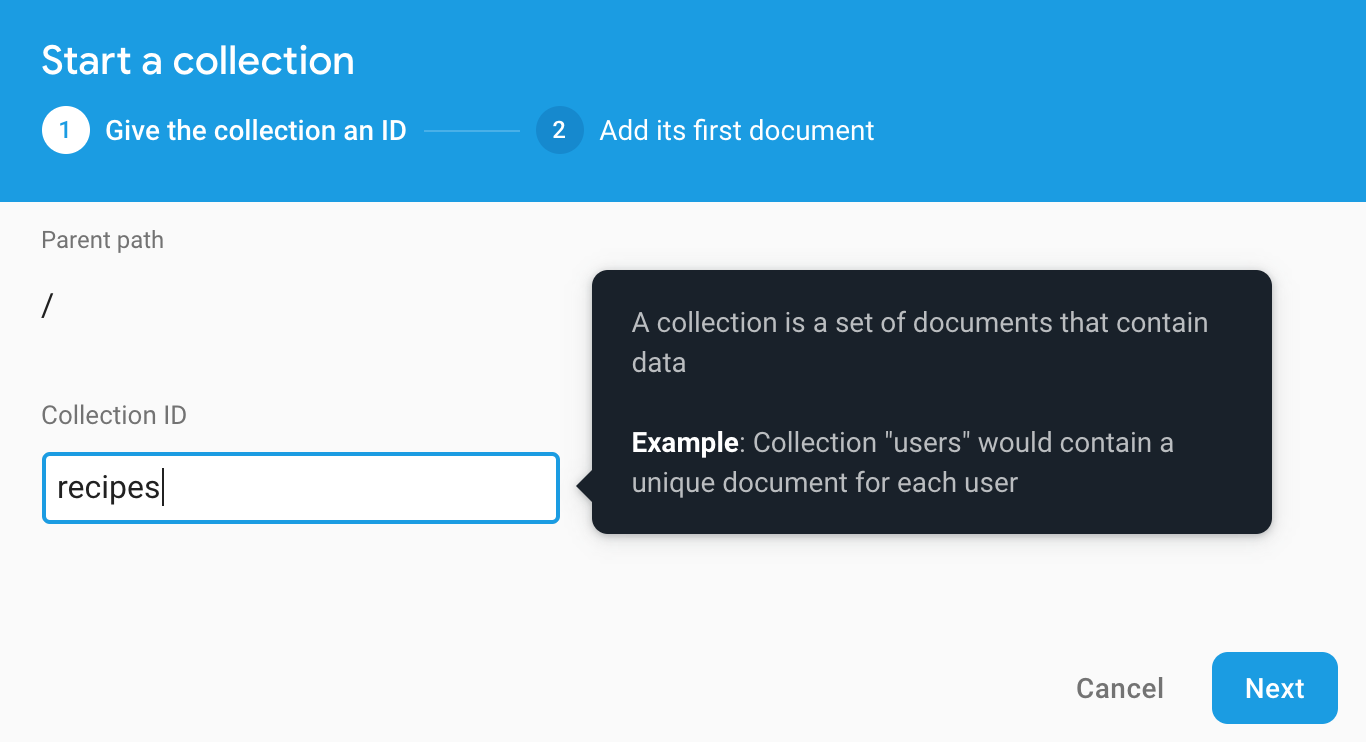 Start a collection
1 Give the collection an ID 2 Add its first document
Parent path
/
Collection ID
recipes
A collection is a set of documents that contain
data
Example: Collection "users" would contain a
unique document for each user
Cancel Next